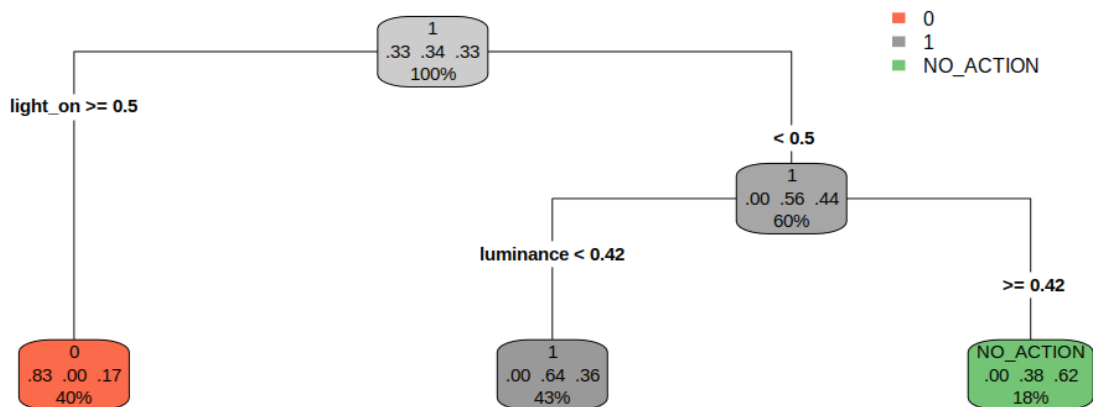 1
.33 .34 .33
100%
0
1
NO_ACTION
light_on >= 0.5
< 0.5
1
.00 .56 .44
60%
luminance < 0.42
>= 0.42
0
.83 .00 .17
40%
1
.00 .64 .36
43%
NO_ACTION
.00 .38 .62
18%